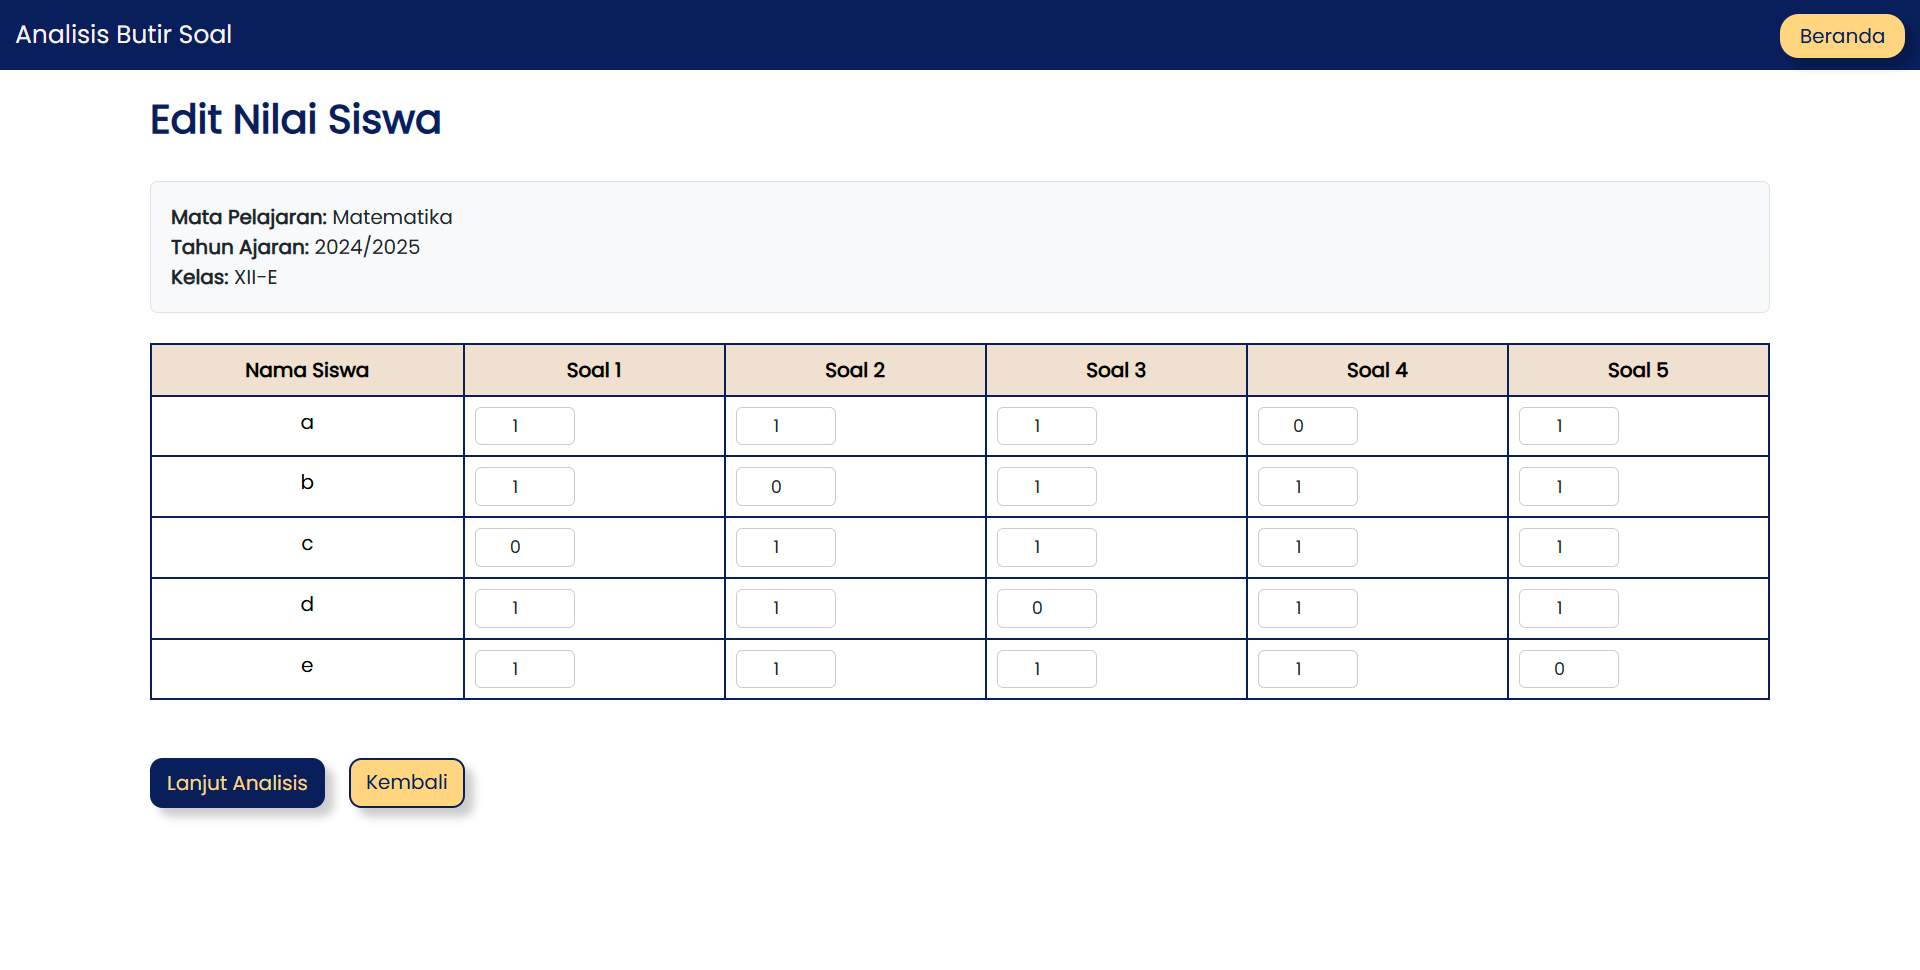 Analisis Butir Soal Beranda
Edit Nilai Siswa
Mata Pelajaran: Matematika
Tahun Ajaran: 2024/2025
Kelas: XII-E
Nama Siswa Soal 1 Soal 2 Soal 3 Soal 4 Soal 5
a 1 1 1 0 1
b 1 0 1 1 1
c 0 1 1 1 1
d 1 1 0 1 1
e 1 1 1 1 0
Lanjut Analisis Kembali